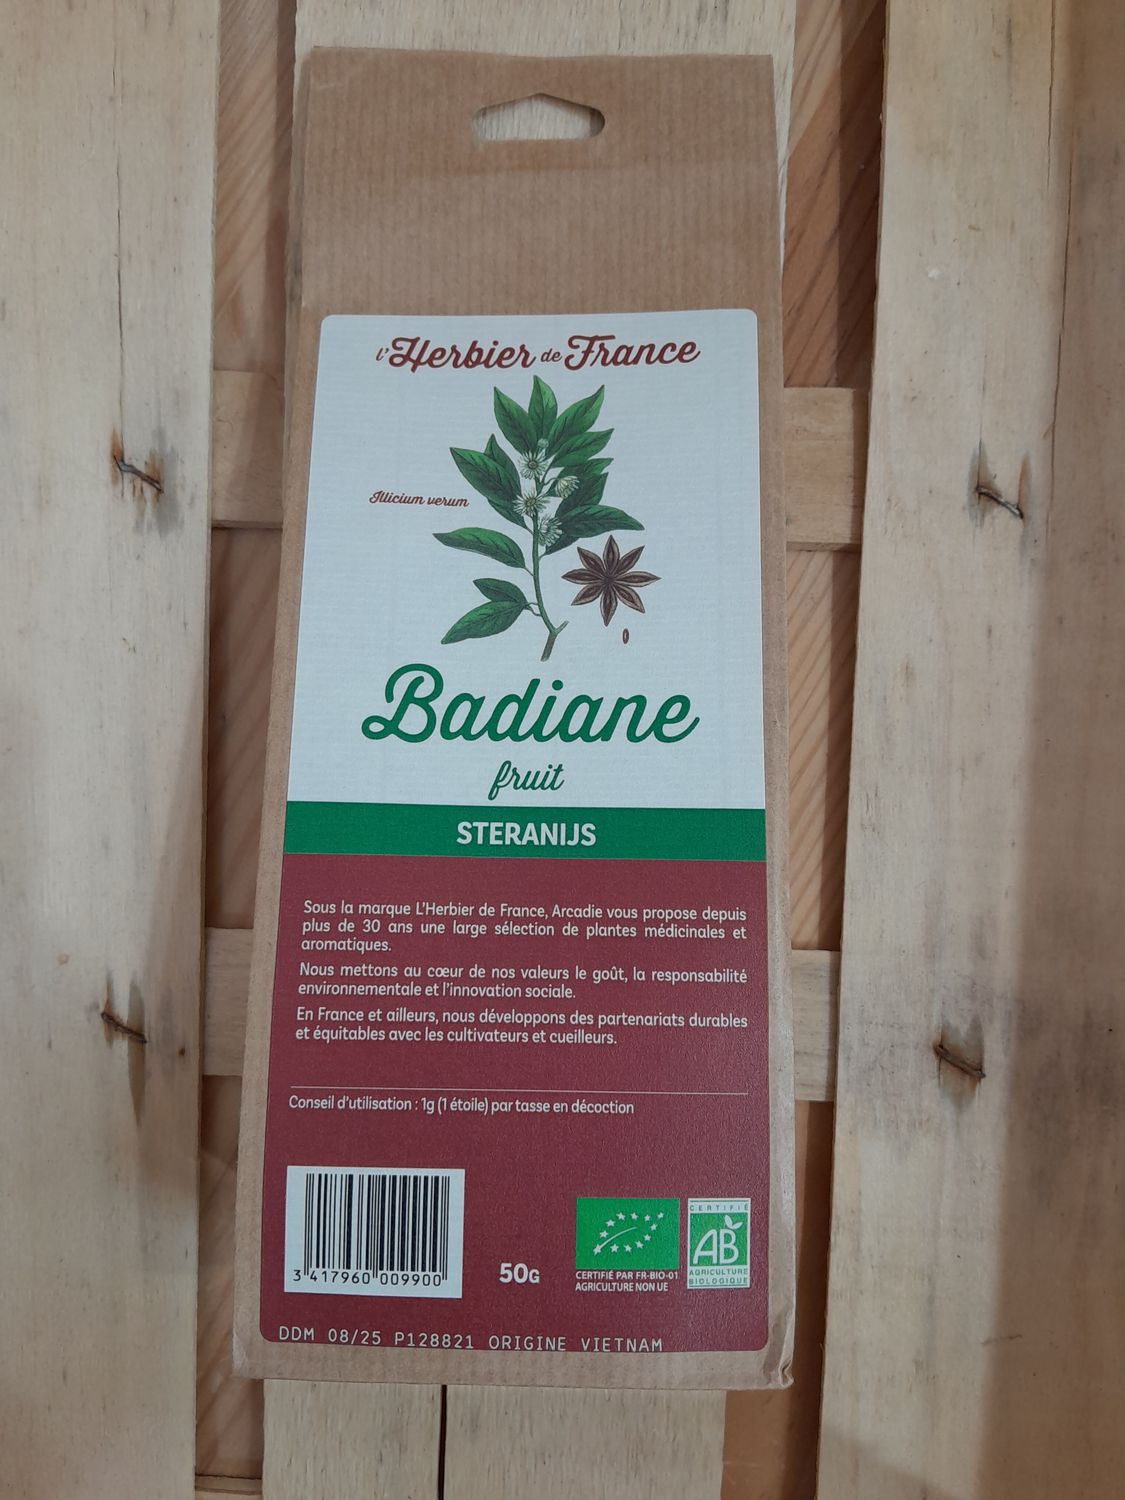 l'Herbier de France
Illicium verum
Badiane
fruit
STERANIJS
Sous la marque L'Herbier de France, Arcadie vous propose depuis
plus de 30 ans une large sélection de plantes médicinales et
aromatiques.
Nous mettons au cœur de nos valeurs le goût, la responsabilité
environnementale et l'innovation sociale.
En France et ailleurs, nous développons des partenariats durables
et équitables avec les cultivateurs et cueilleurs.
Conseil d'utilisation : 1g (1 étoile) par tasse en décoction
3 417960 009900
50G
CERTIFIÉ PAR FR-BIO-01
AGRICULTURE NON UE
CERTIFIÉ
AB
AGRICULTURE
BIOLOGIQUE
DDM 08/25 P128821 ORIGINE VIETNAM